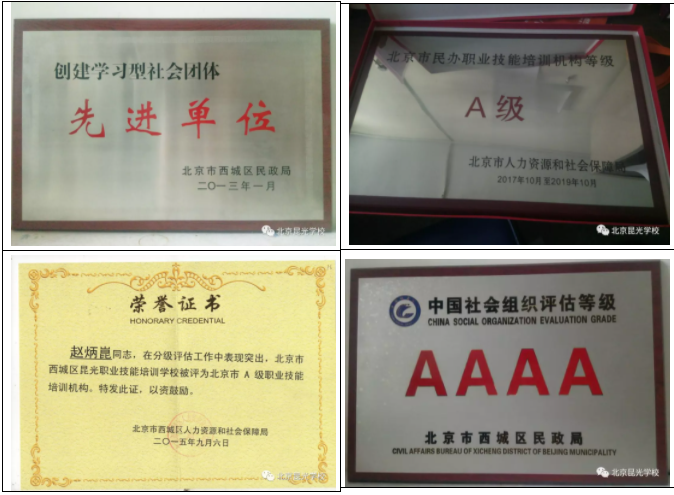 创建学习型社会团体
先进单位
北京市西城区民政局
二〇一三年一月
北京昆光学校
北京市民办职业技能培训机构等级
A级
北京市人力资源和社会保障局
2017年10月至2019年10月
北京昆光学校
荣誉证书
HONORARY CREDENTIAL
赵炳崑同志，在分级评估工作中表现突出，北京市
西城区昆光职业技能培训学校被评为北京市 A 级职业技能
培训机构。特发此证，以资鼓励。
北京市西城区人力资源和社会保障局
二〇一五年九月六日
北京昆光学校
中国社会组织评估等级
CHINA SOCIAL ORGANIZATION EVALUATION GRADE
AAAA
北京市西城区民政局
CIVIL AFFAIRS BUREAU OF XICHENG DISTRICT OF BEIJING MUNICIPALITY
北京昆光学校